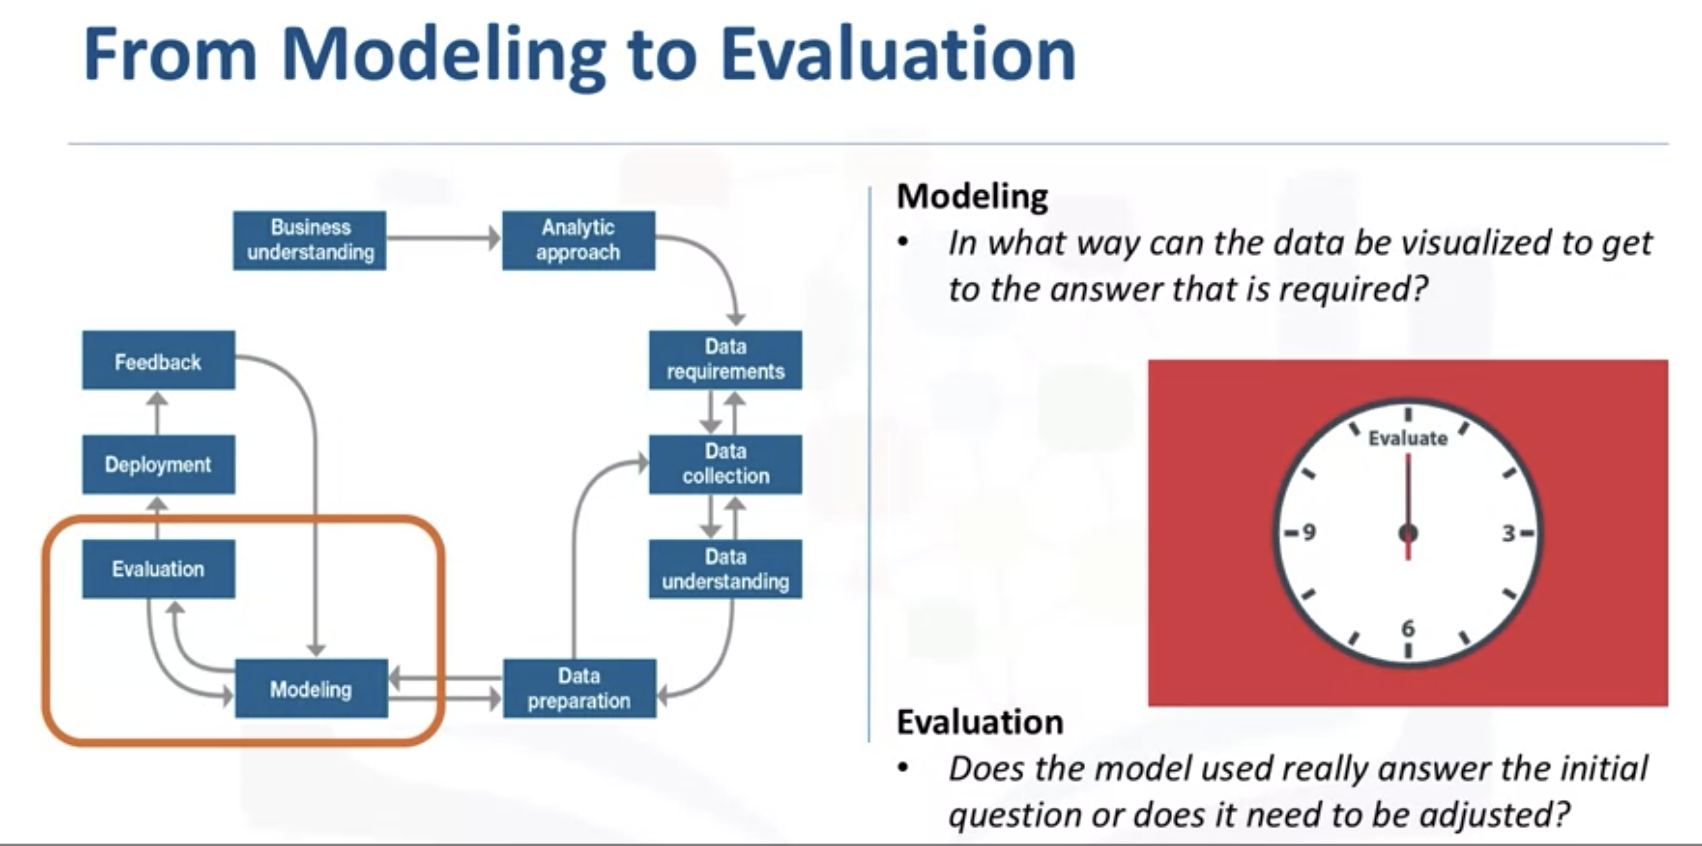 From Modeling to Evaluation
Business
understanding
Analytic
approach
Feedback
Data
requirements
Deployment
Data
collection
Evaluation
Data
understanding
Modeling
Data
preparation
Modeling
• In what way can the data be visualized to get
to the answer that is required?
Evaluate
9
3
6
Evaluation
• Does the model used really answer the initial
question or does it need to be adjusted?